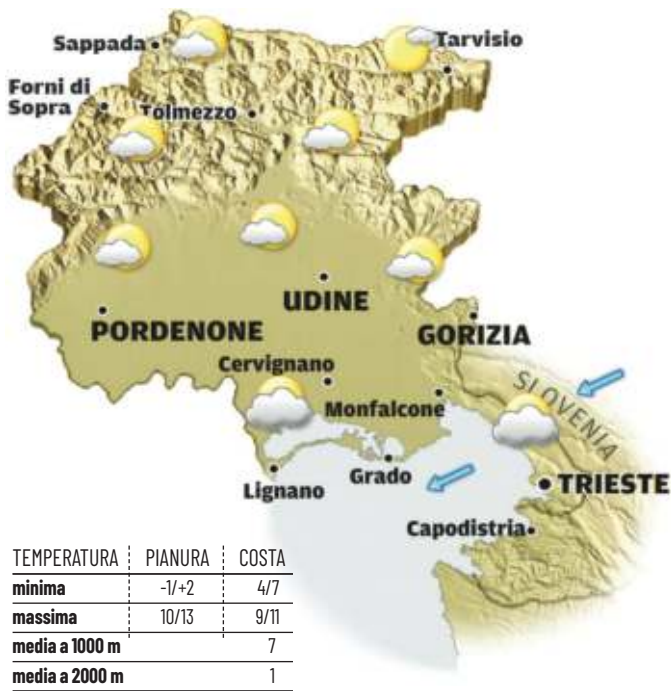 Sappada
Tarvisio
Forni di
Sopra
Tolmezzo
UDINE
PORDENONE
GORIZIA
Cervignano
SLOVENIA
Monfalcone
Grado
Lignano
TRIESTE
Capodistria
TEMPERATURA PIANURA COSTA
minima -1/+2 4/7
massima 10/13 9/11
media a 1000 m 7
media a 2000 m 1